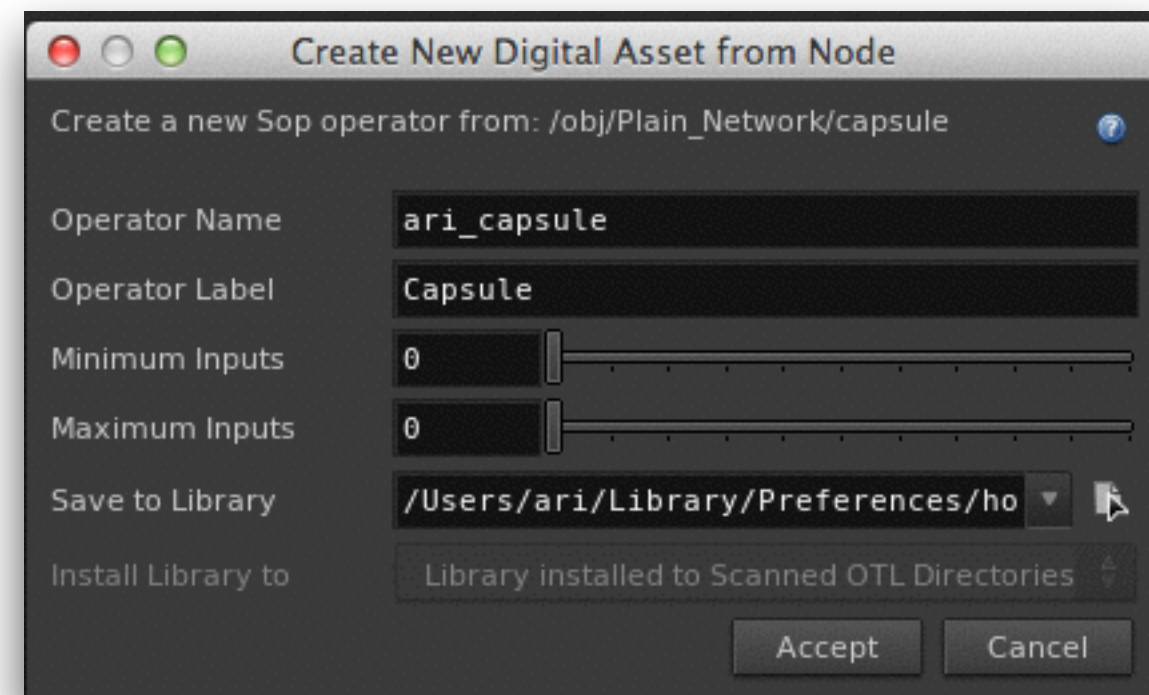 Create New Digital Asset from Node
Create a new Sop operator from: /obj/Plain_Network/capsule
?
Operator Name ari_capsule
Operator Label Capsule
Minimum Inputs 0
Maximum Inputs 0
Save to Library /Users/ari/Library/Preferences/ho
Install Library to Library installed to Scanned OTL Directories
Accept Cancel